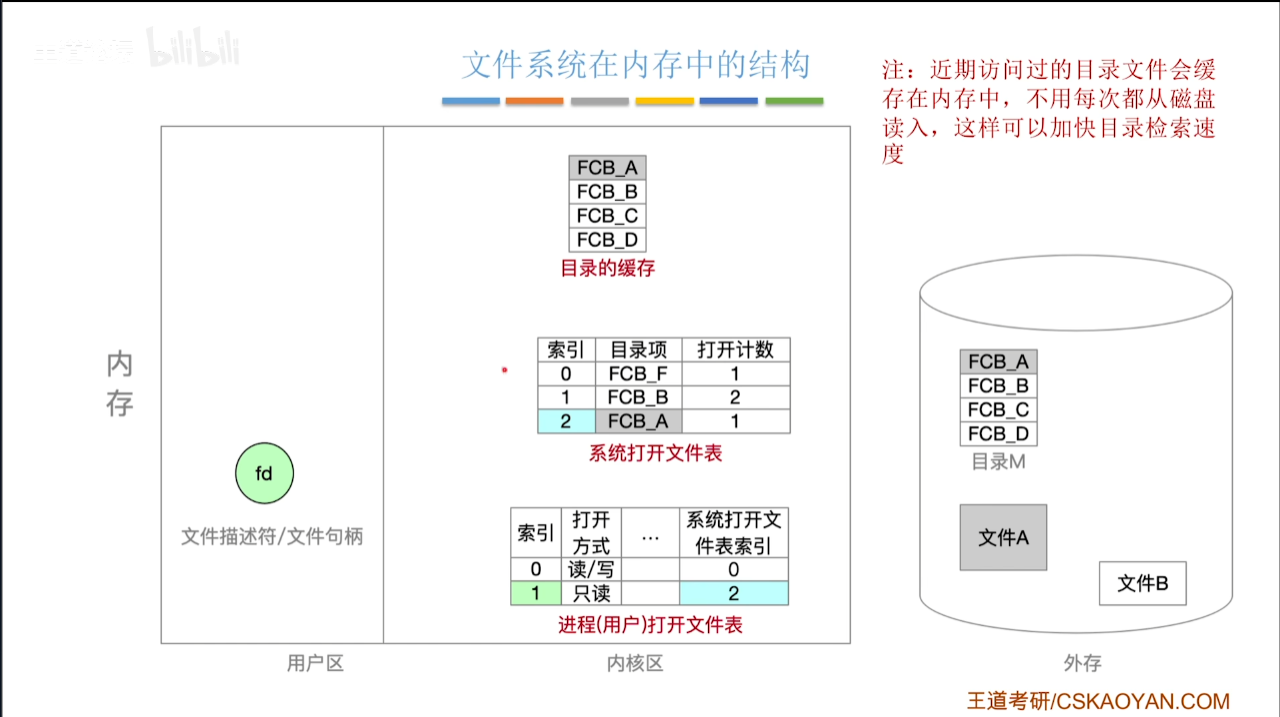 bilibili
文件系统在内存中的结构
注：近期访问过的目录文件会缓
存在内存中，不用每次都从磁盘
读入，这样可以加快目录检索速
度
FCB_A
FCB_B
FCB_C
FCB_D
目录的缓存
索引 目录项 打开计数
0 FCB_F 1
1 FCB_B 2
2 FCB_A 1
系统打开文件表
内
存
fd
文件描述符/文件句柄
索引 打开方式 … 系统打开文件表索引
0 读/写 0
1 只读 2
进程(用户)打开文件表
用户区
内核区
FCB_A
FCB_B
FCB_C
FCB_D
目录M
文件A
文件B
外存
王道考研/CSKAOYAN.COM